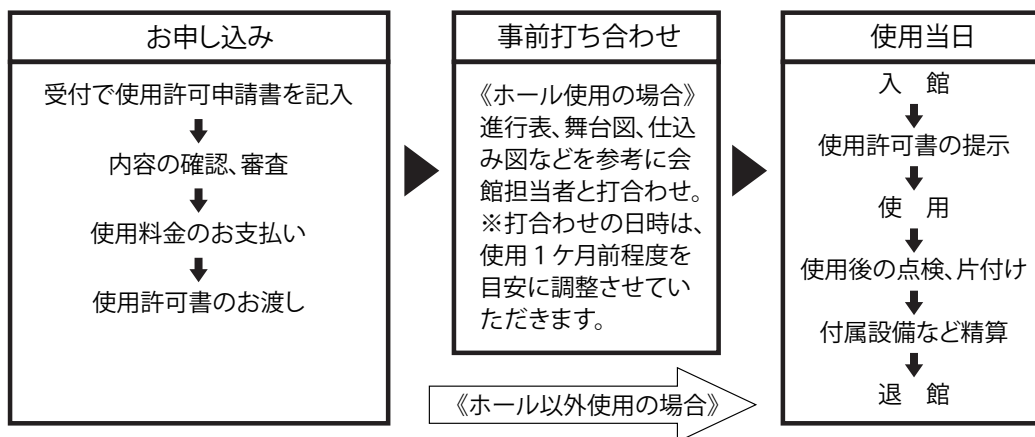 お申し込み
受付で使用許可申請書を記入
内容の確認、審査
使用料金のお支払い
使用許可書のお渡し
事前打ち合わせ
《ホール使用の場合》
進行表、舞台図、仕込
み図などを参考に会
館担当者と打合わせ。
※打合わせの日時は、
使用1ケ月前程度を
目安に調整させてい
ただきます。
《ホール以外使用の場合》
使用当日
入 館
使用許可書の提示
使 用
使用後の点検、片付け
付属設備など精算
退 館